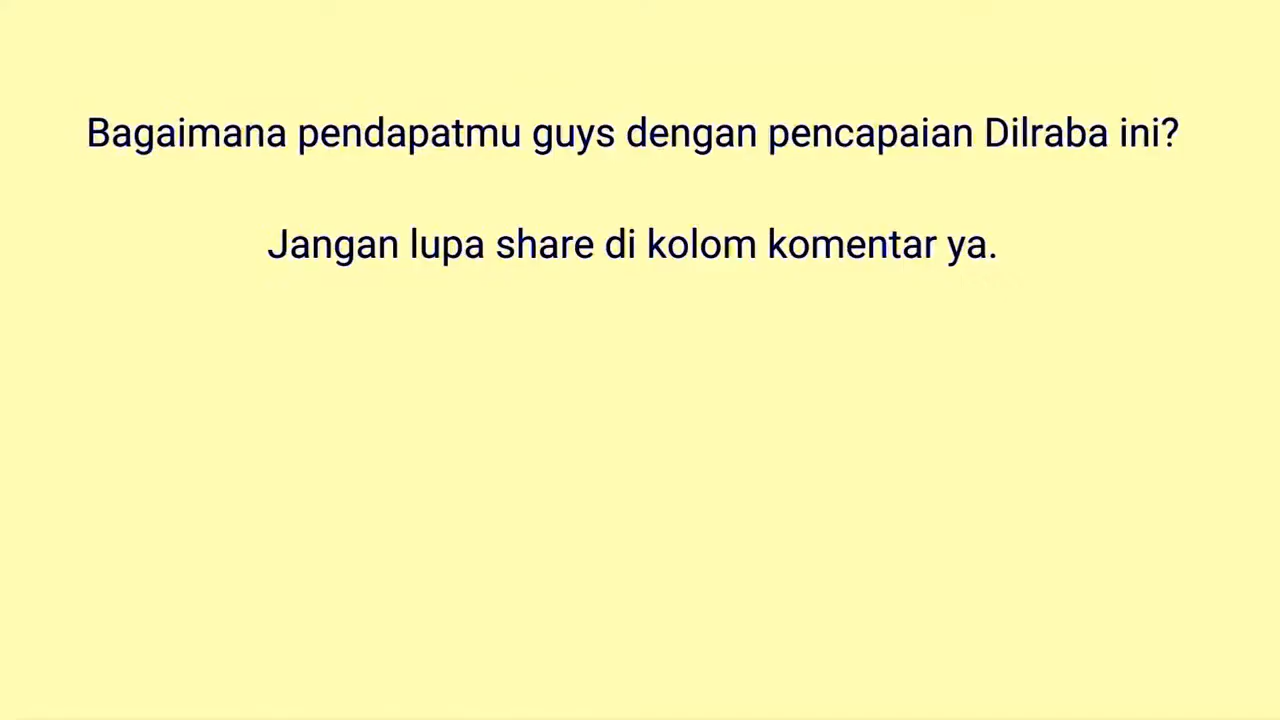 Bagaimana pendapatmu guys dengan pencapaian Dilraba ini?
Jangan lupa share di kolom komentar ya.